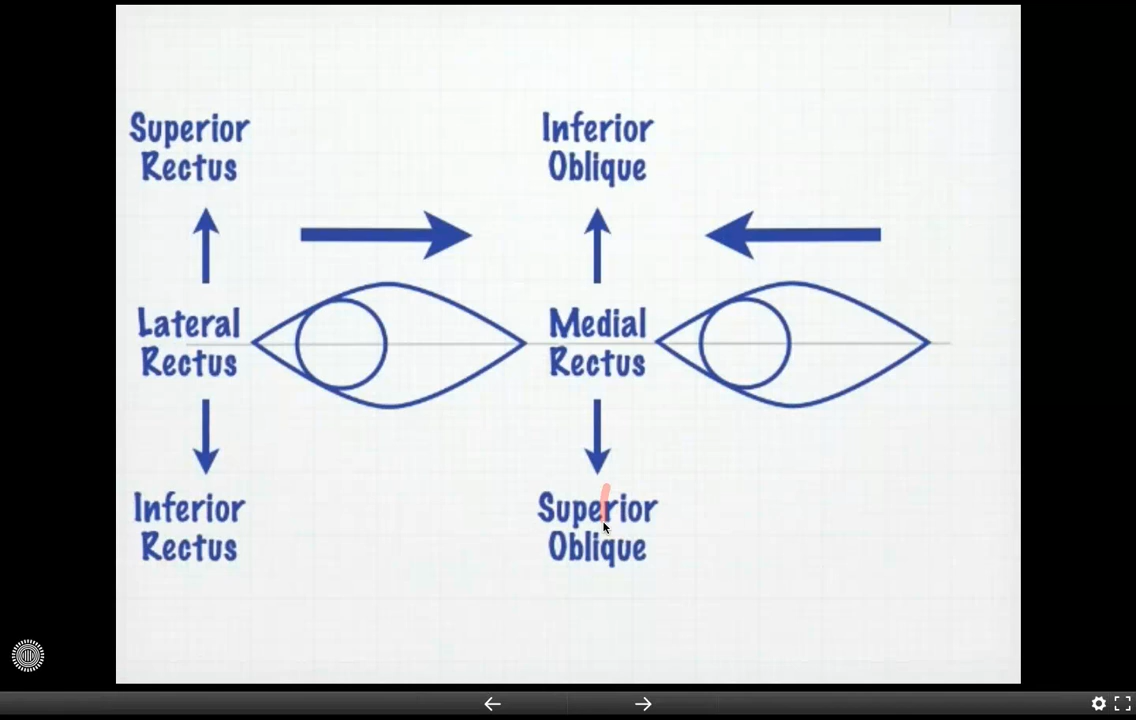 Superior
Rectus
Inferior
Oblique
Lateral
Rectus
Medial
Rectus
Inferior
Rectus
Superior
Oblique